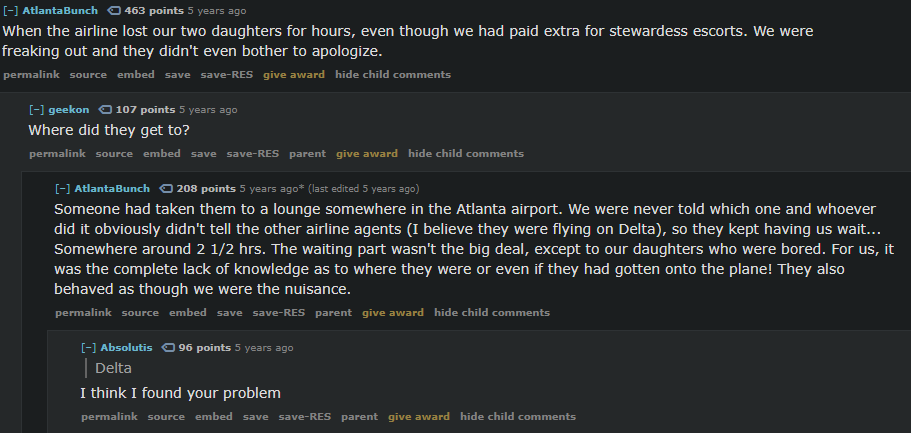 [-] AtlantaBunch 463 points 5 years ago
When the airline lost our two daughters for hours, even though we had paid extra for stewardess escorts. We were
freaking out and they didn't even bother to apologize.
permalink source embed save save-RES give award hide child comments
[-] geekon 107 points 5 years ago
Where did they get to?
permalink source embed save save-RES parent give award hide child comments
[-] AtlantaBunch 208 points 5 years ago* (last edited 5 years ago)
Someone had taken them to a lounge somewhere in the Atlanta airport. We were never told which one and whoever
did it obviously didn't tell the other airline agents (I believe they were flying on Delta), so they kept having us wait...
Somewhere around 2 1/2 hrs. The waiting part wasn't the big deal, except to our daughters who were bored. For us, it
was the complete lack of knowledge as to where they were or even if they had gotten onto the plane! They also
behaved as though we were the nuisance.
permalink source embed save save-RES parent give award hide child comments
[-] Absolutis 96 points 5 years ago
Delta
I think I found your problem
permalink source embed save save-RES parent give award hide child comments